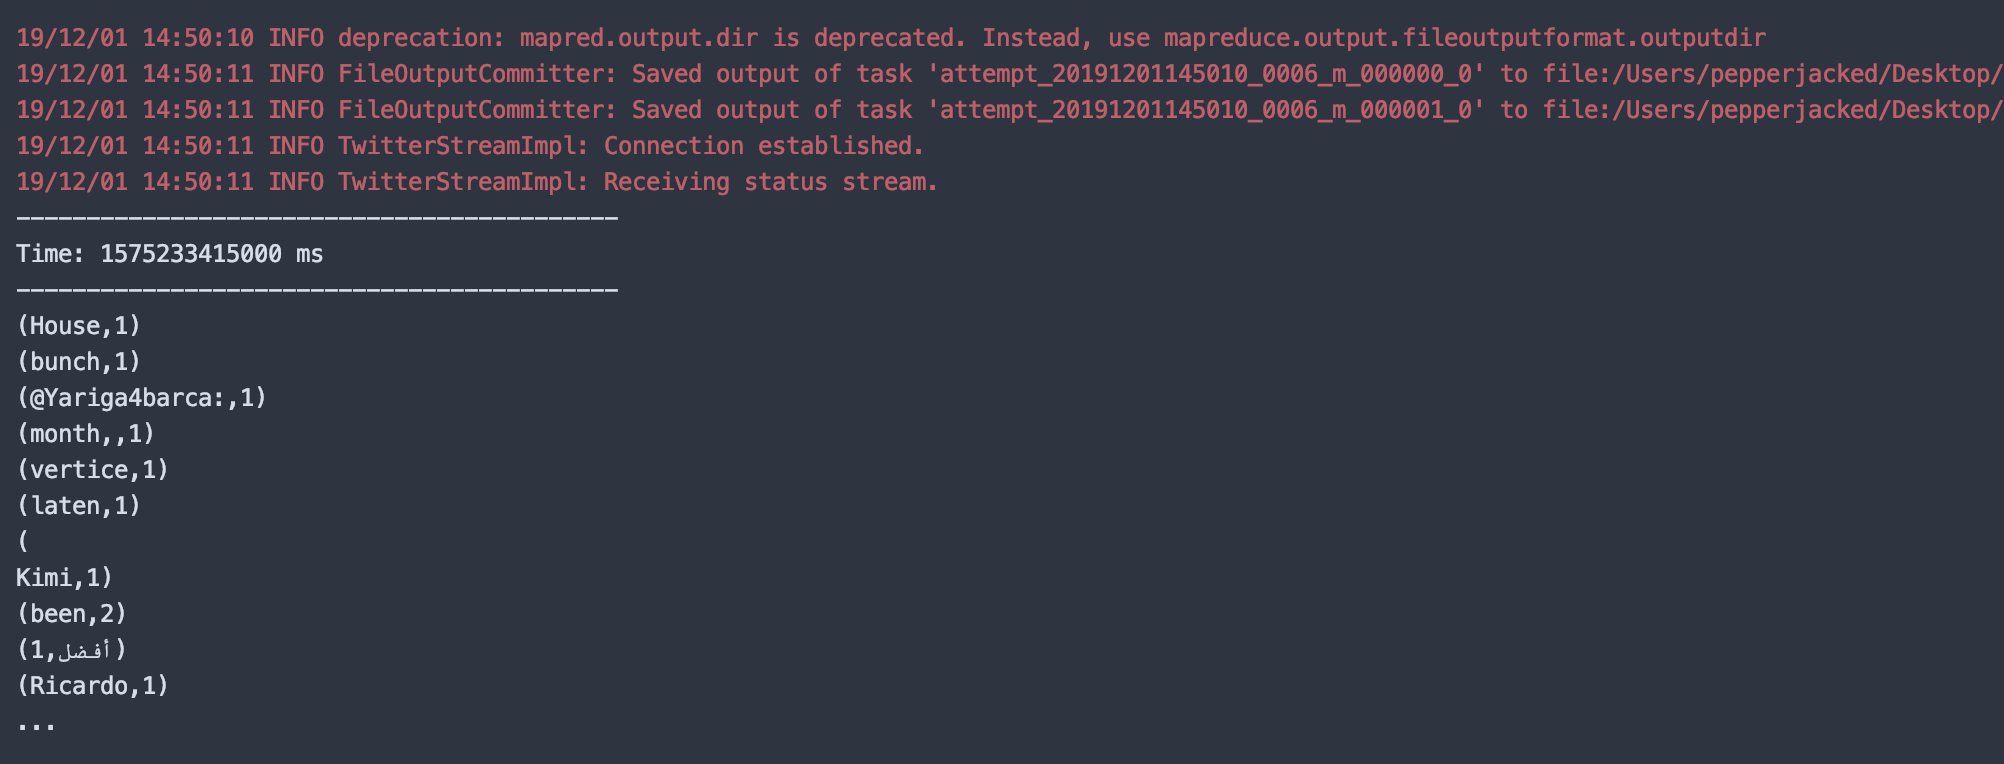 19/12/01 14:50:10 INFO deprecation: mapred.output.dir is deprecated. Instead, use mapreduce.output.fileoutputformat.outputdir
19/12/01 14:50:11 INFO FileOutputCommitter: Saved output of task 'attempt_20191201145010_0006_m_000000_0' to file:/Users/pepperjacked/Desktop/
19/12/01 14:50:11 INFO FileOutputCommitter: Saved output of task 'attempt_20191201145010_0006_m_000001_0' to file:/Users/pepperjacked/Desktop/
19/12/01 14:50:11 INFO TwitterStreamImpl: Connection established.
19/12/01 14:50:11 INFO TwitterStreamImpl: Receiving status stream.
-------------------------------------------
Time: 1575233415000 ms
-------------------------------------------
(House,1)
(bunch,1)
(@Yariga4barca:,1)
(month,,1)
(vertice,1)
(laten,1)
(
Kimi,1)
(been,2)
(أفضل,1)
(Ricardo,1)
...